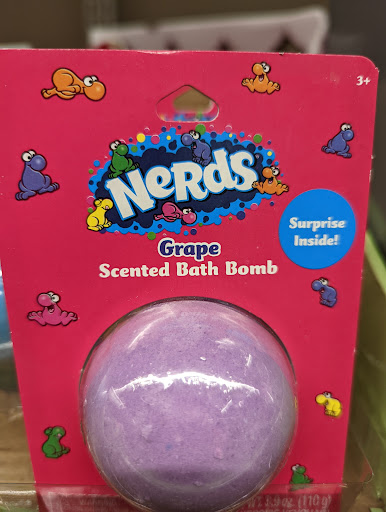 3+
NeRdS
Surprise
Inside!
Grape
Scented Bath Bomb